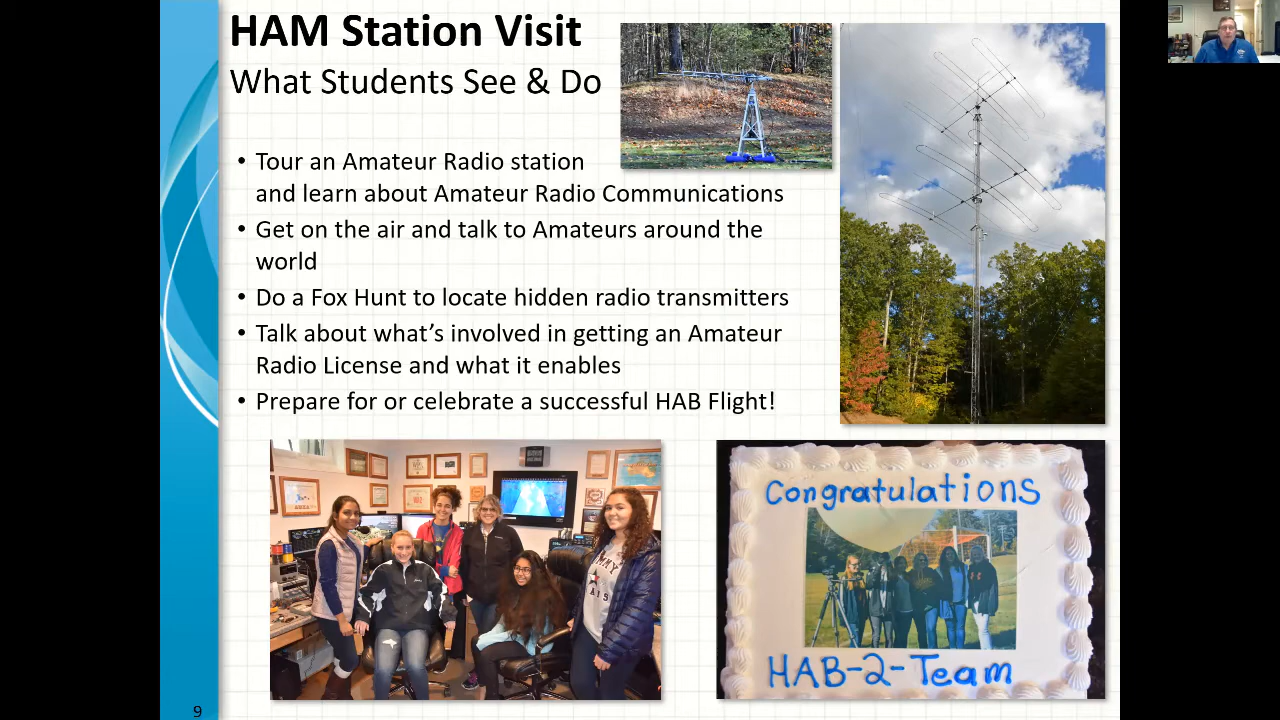 HAM Station Visit
What Students See & Do
• Tour an Amateur Radio station
and learn about Amateur Radio Communications
• Get on the air and talk to Amateurs around the
world
• Do a Fox Hunt to locate hidden radio transmitters
• Talk about what's involved in getting an Amateur
Radio License and what it enables
• Prepare for or celebrate a successful HAB Flight!
Congratulations
HAB-2-Team
9